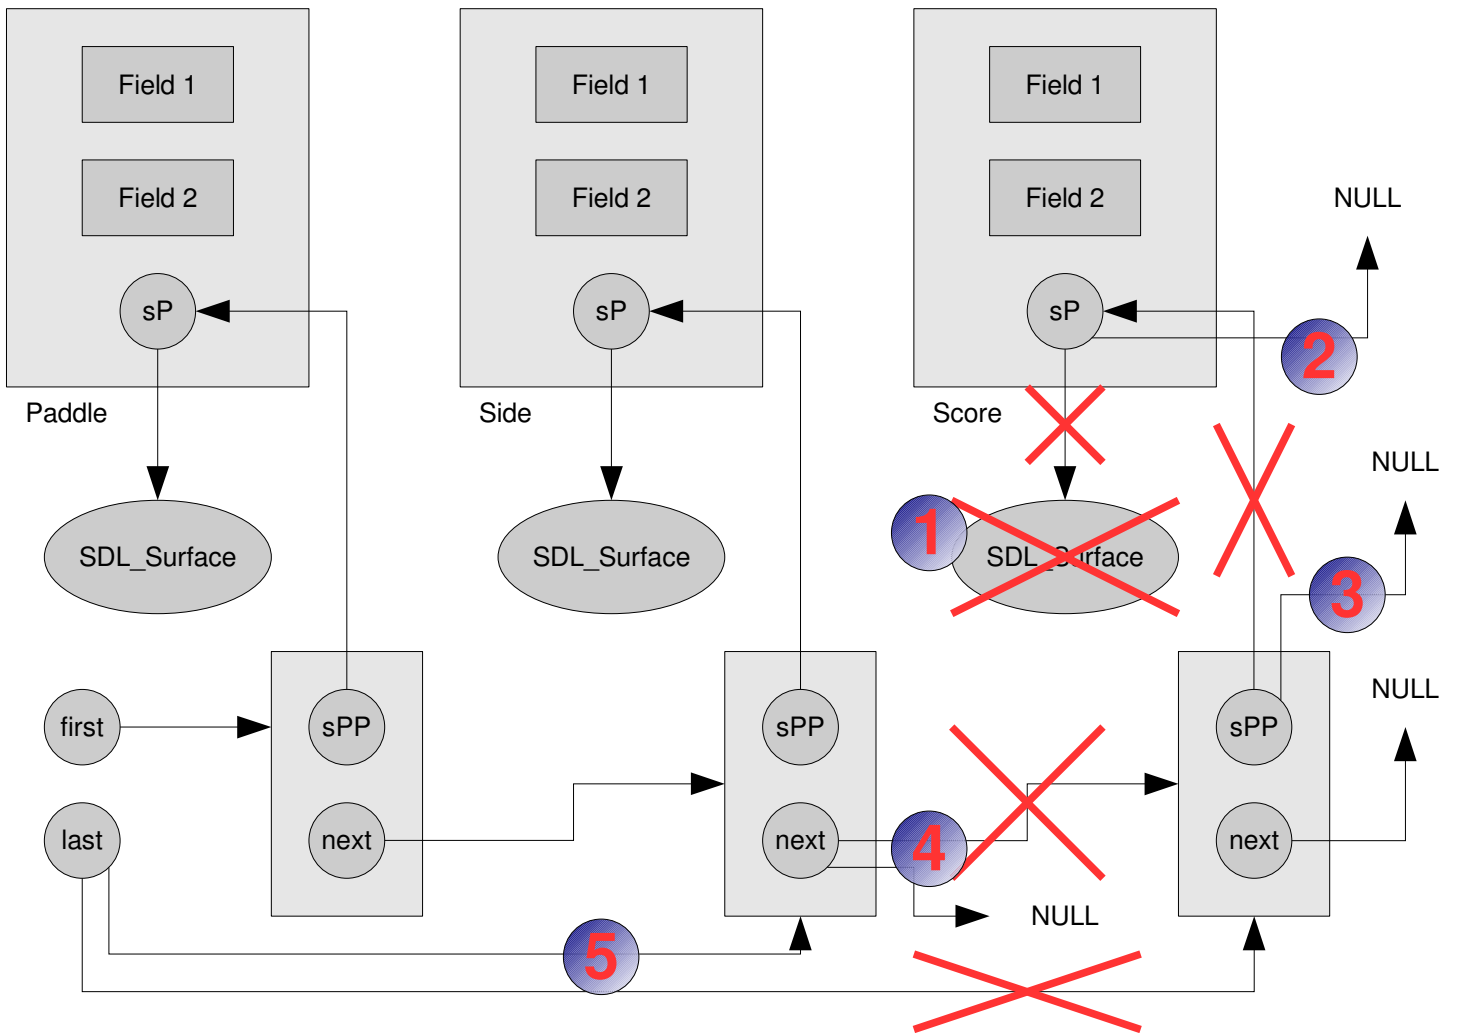 Field 1
Field 1
Field 1
Field 2
Field 2
Field 2
NULL
sP
sP
sP
2
Paddle
Side
Score
NULL
1
SDL_Surface
SDL_Surface
SDL_Surface
3
NULL
first
sPP
sPP
sPP
last
next
next
4
next
NULL
5